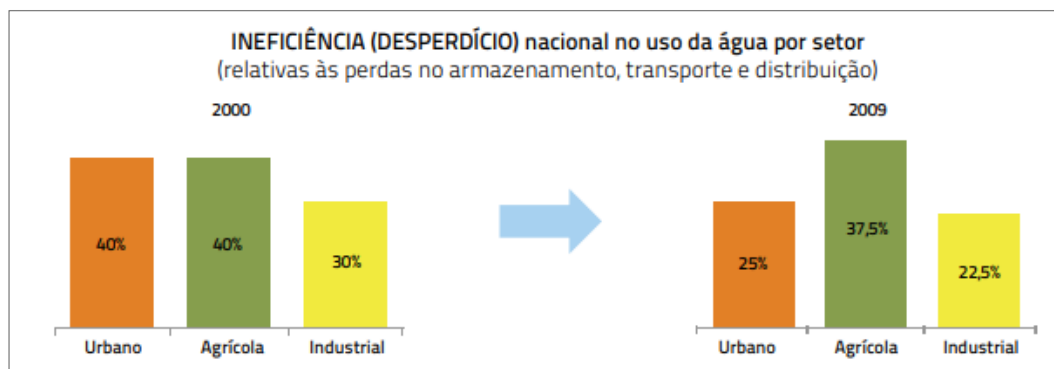 INEFICIÊNCIA (DESPERDÍCIO) nacional no uso da água por setor
(relativas às perdas no armazenamento, transporte e distribuição)
2000
40%
40%
30%
Urbano
Agrícola
Industrial
2009
25%
37,5%
22,5%
Urbano
Agrícola
Industrial